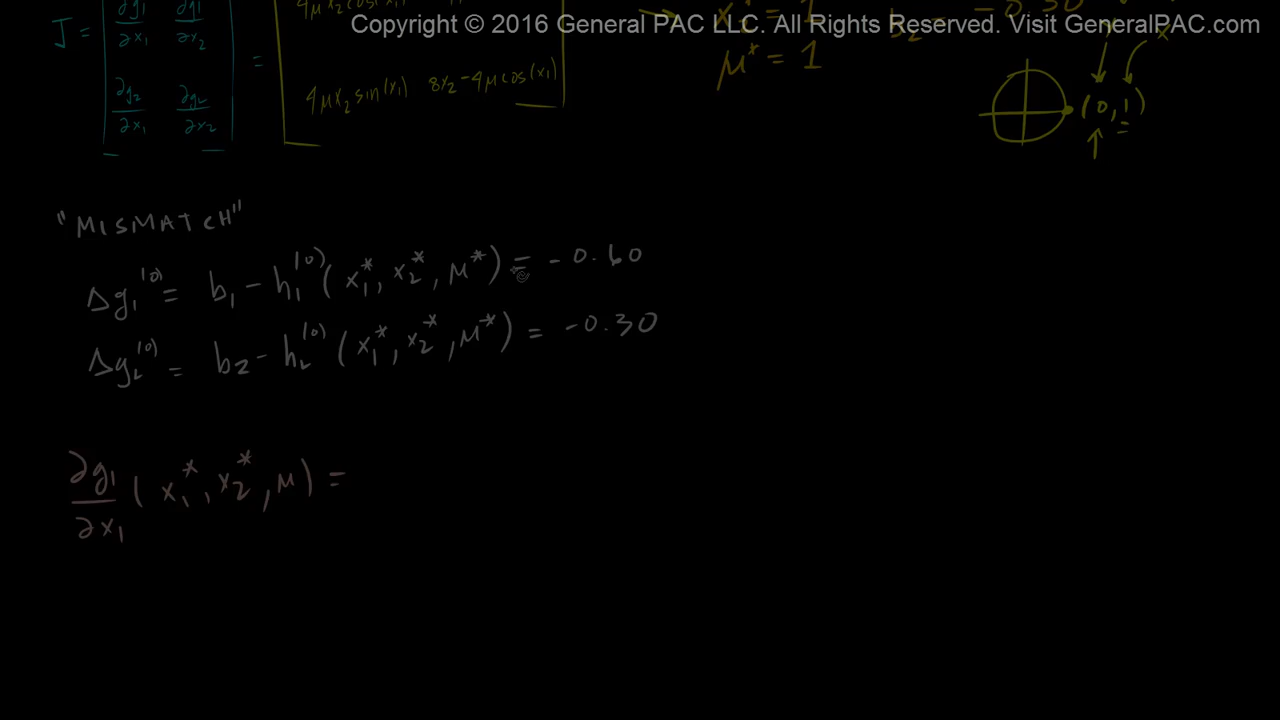 Copyright © 2016 General PAC LLC. All Rights Reserved. Visit GeneralPAC.com
J = [ ∂g₁/∂x₁ ∂g₁/∂x₂
∂g₂/∂x₁ ∂g₂/∂x₂ ] = [ 4μx₂ sin(x₁) 8x₂ - 4μ cos(x₁) ]
μ* = 1
(0, 1)
"MISMATCH"
Δg₁⁽⁰⁾ = b₁ - h₁⁽⁰⁾(x₁*, x₂*, μ*) = -0.60
Δg₂⁽⁰⁾ = b₂ - h₂⁽⁰⁾(x₁*, x₂*, μ*) = -0.30
∂g₁/∂x₁ (x₁*, x₂*, μ) =